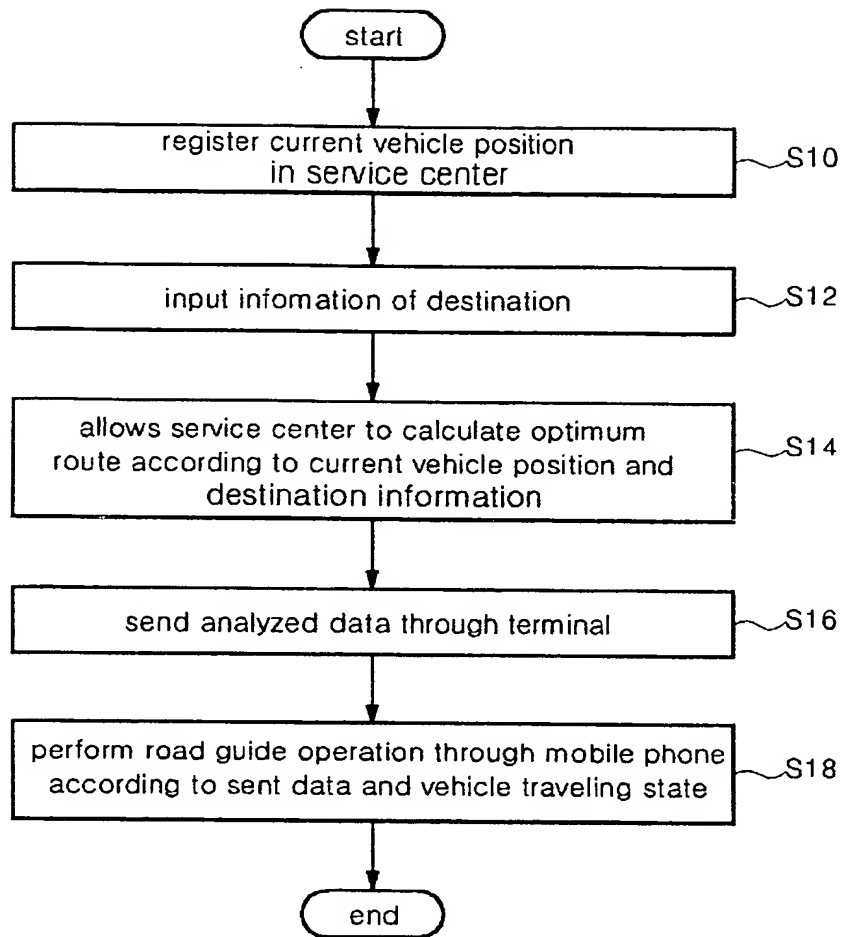 start
register current vehicle position
in service center
S10
input infomation of destination
S12
allows service center to calculate optimum
route according to current vehicle position and
destination information
S14
send analyzed data through terminal
S16
perform road guide operation through mobile phone
according to sent data and vehicle traveling state
S18
end